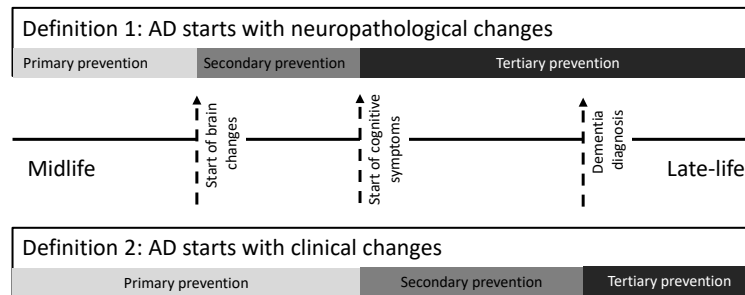 Definition 1: AD starts with neuropathological changes
Primary prevention
Secondary prevention
Tertiary prevention
Start of brain
changes
Start of cognitive
symptoms
Dementia
diagnosis
Midlife
Late-life
Definition 2: AD starts with clinical changes
Primary prevention
Secondary prevention
Tertiary prevention